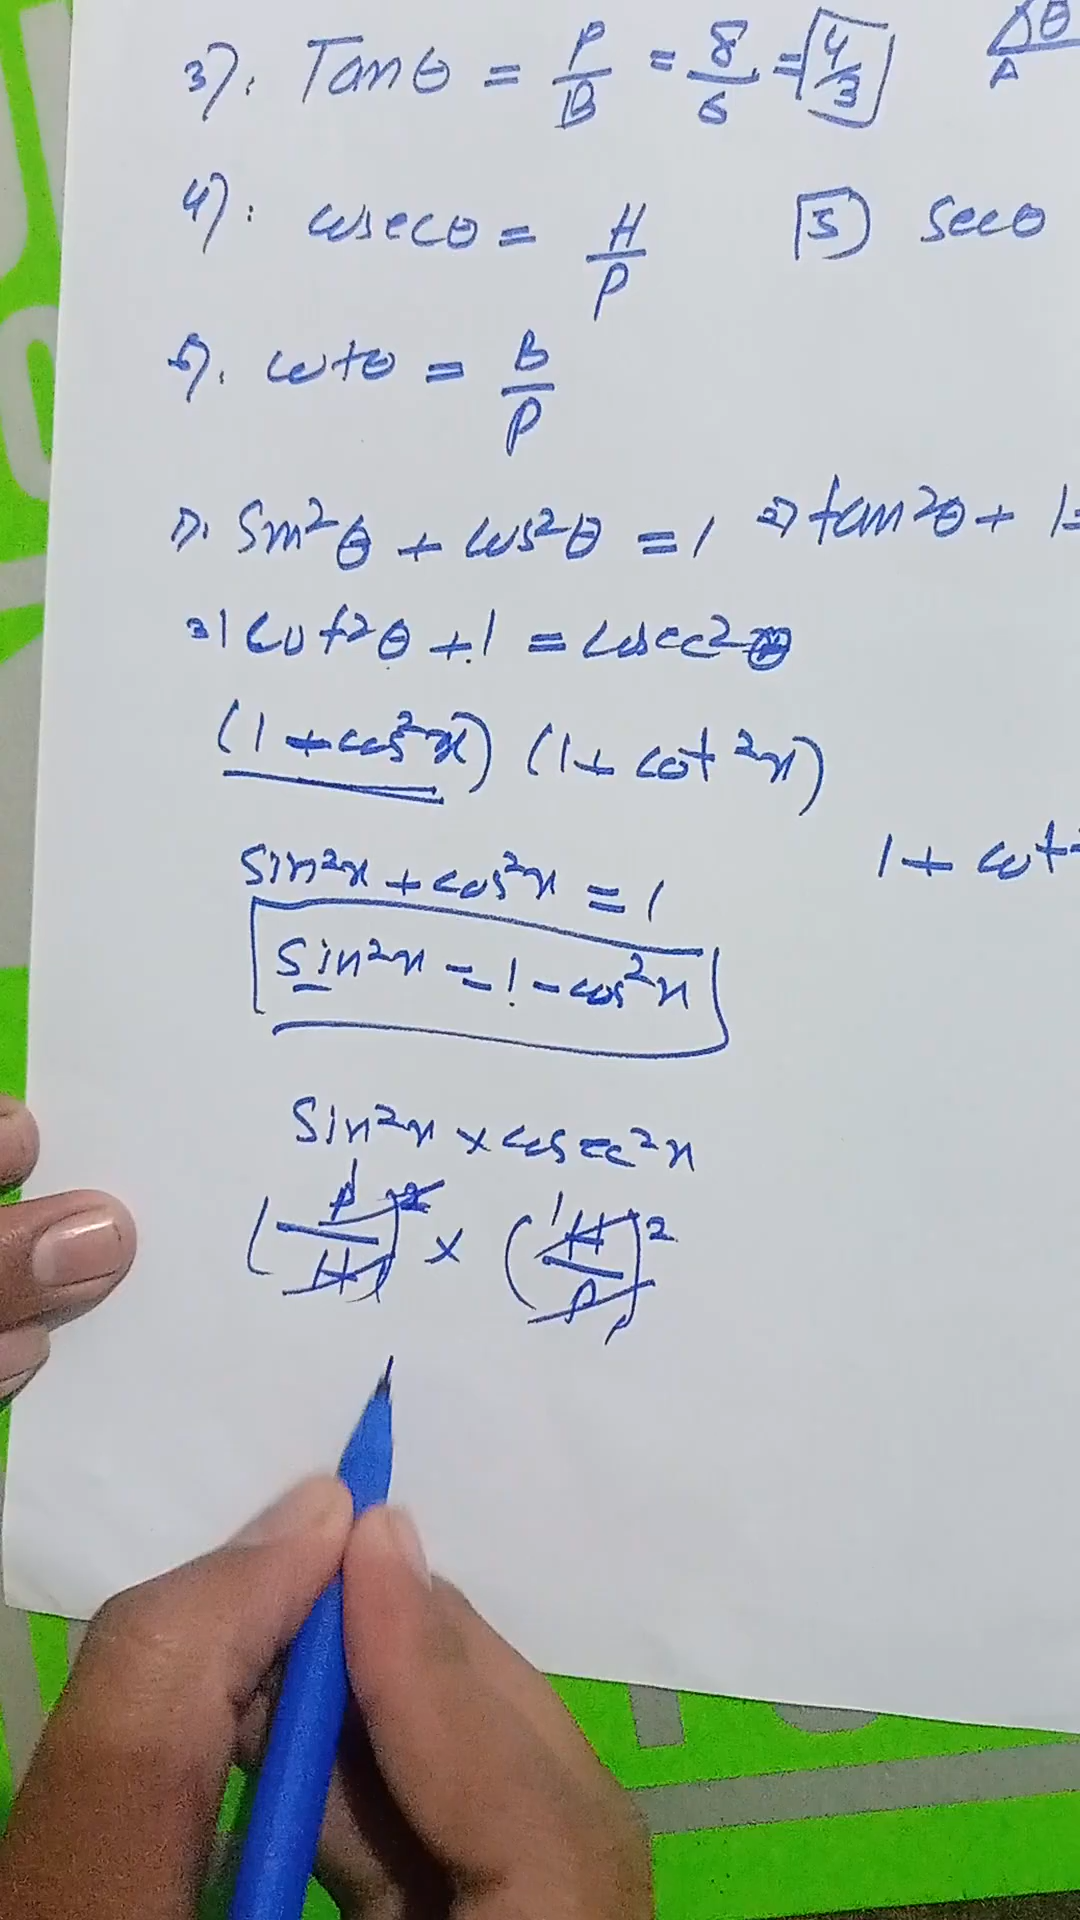 3). Tanθ = P/B = 8/6 = 4/3
4): cosecθ = H/P 5) secθ
cotθ = B/P
1). Sin²θ + cos²θ = 1 2) tan²θ + 1 =
3) cot²θ + 1 = cosec²θ
(1 + cos²x) (1 + cot²x)
Sin²x + cos²x = 1 1 + cot
Sin²x = 1 - cos²x
Sin²x × cosec²x
(P/H)² × (H/P)²